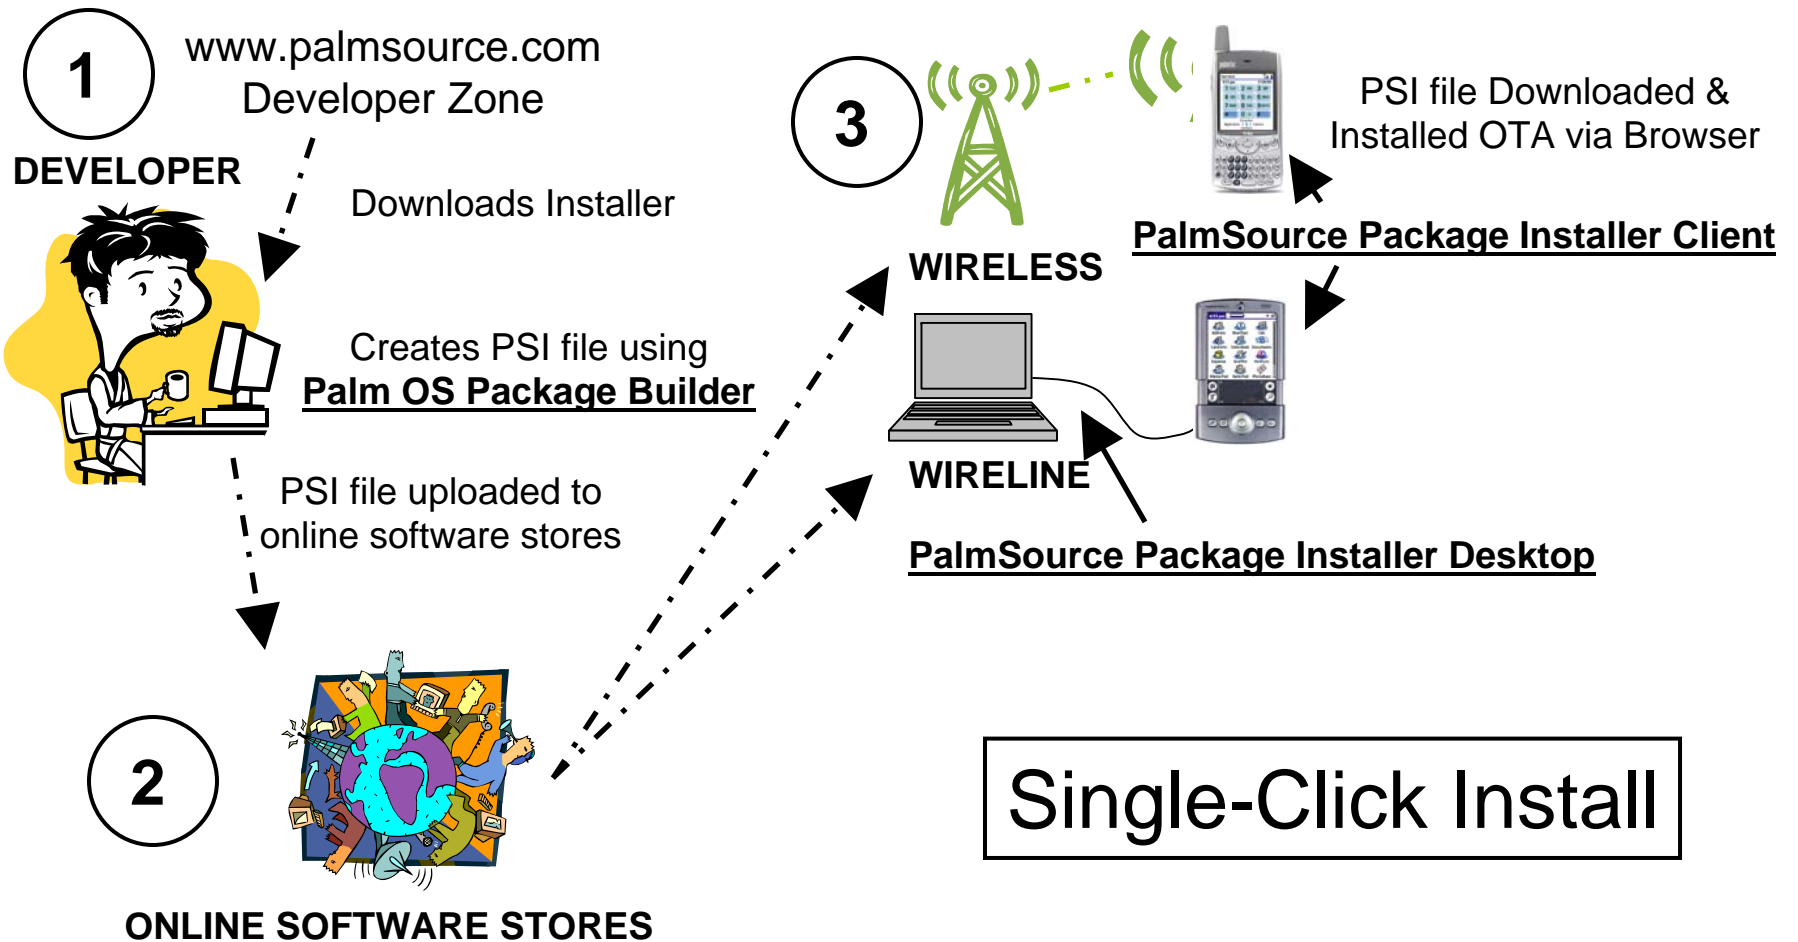 1
www.palmsource.com
Developer Zone
DEVELOPER
Downloads Installer
Creates PSI file using
Palm OS Package Builder
PSI file uploaded to
online software stores
2
ONLINE SOFTWARE STORES
3
PSI file Downloaded &
Installed OTA via Browser
PalmSource Package Installer Client
WIRELESS
WIRELINE
PalmSource Package Installer Desktop
Single-Click Install